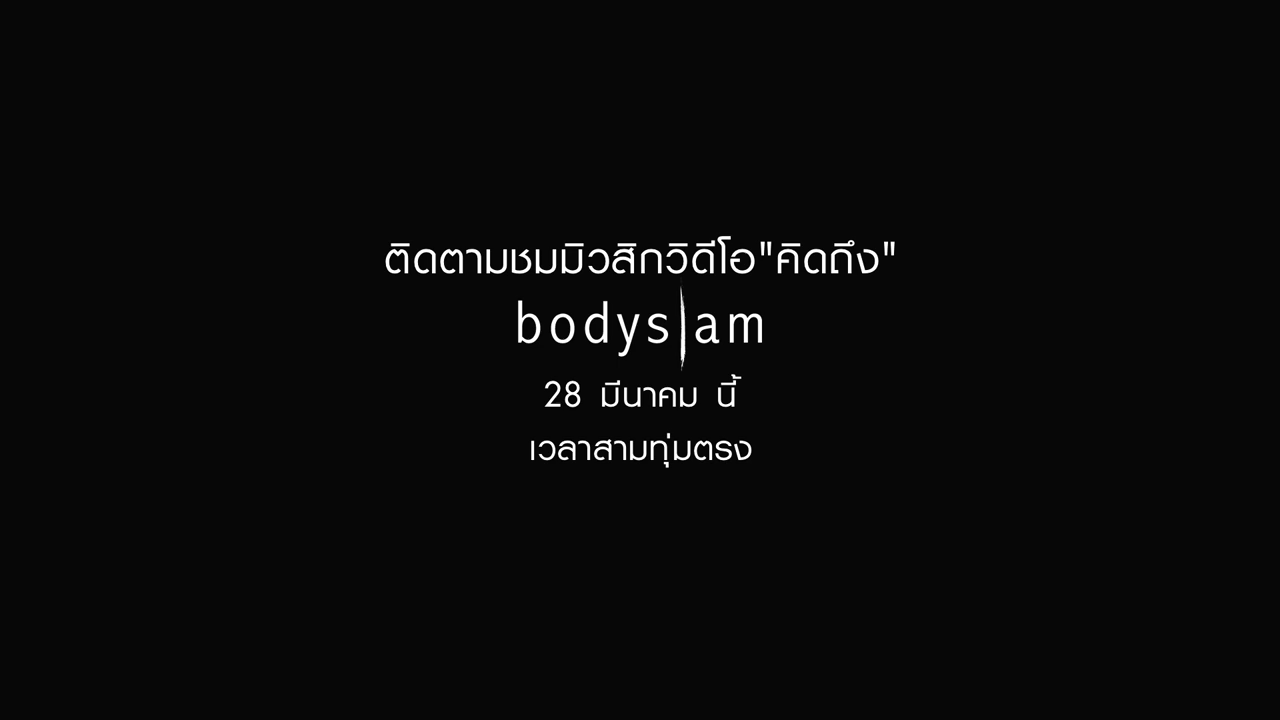 ติดตามชมมิวสิกวิดีโอ"คิดถึง"
bodyslam
28 มีนาคม นี้
เวลาสามทุ่มตรง